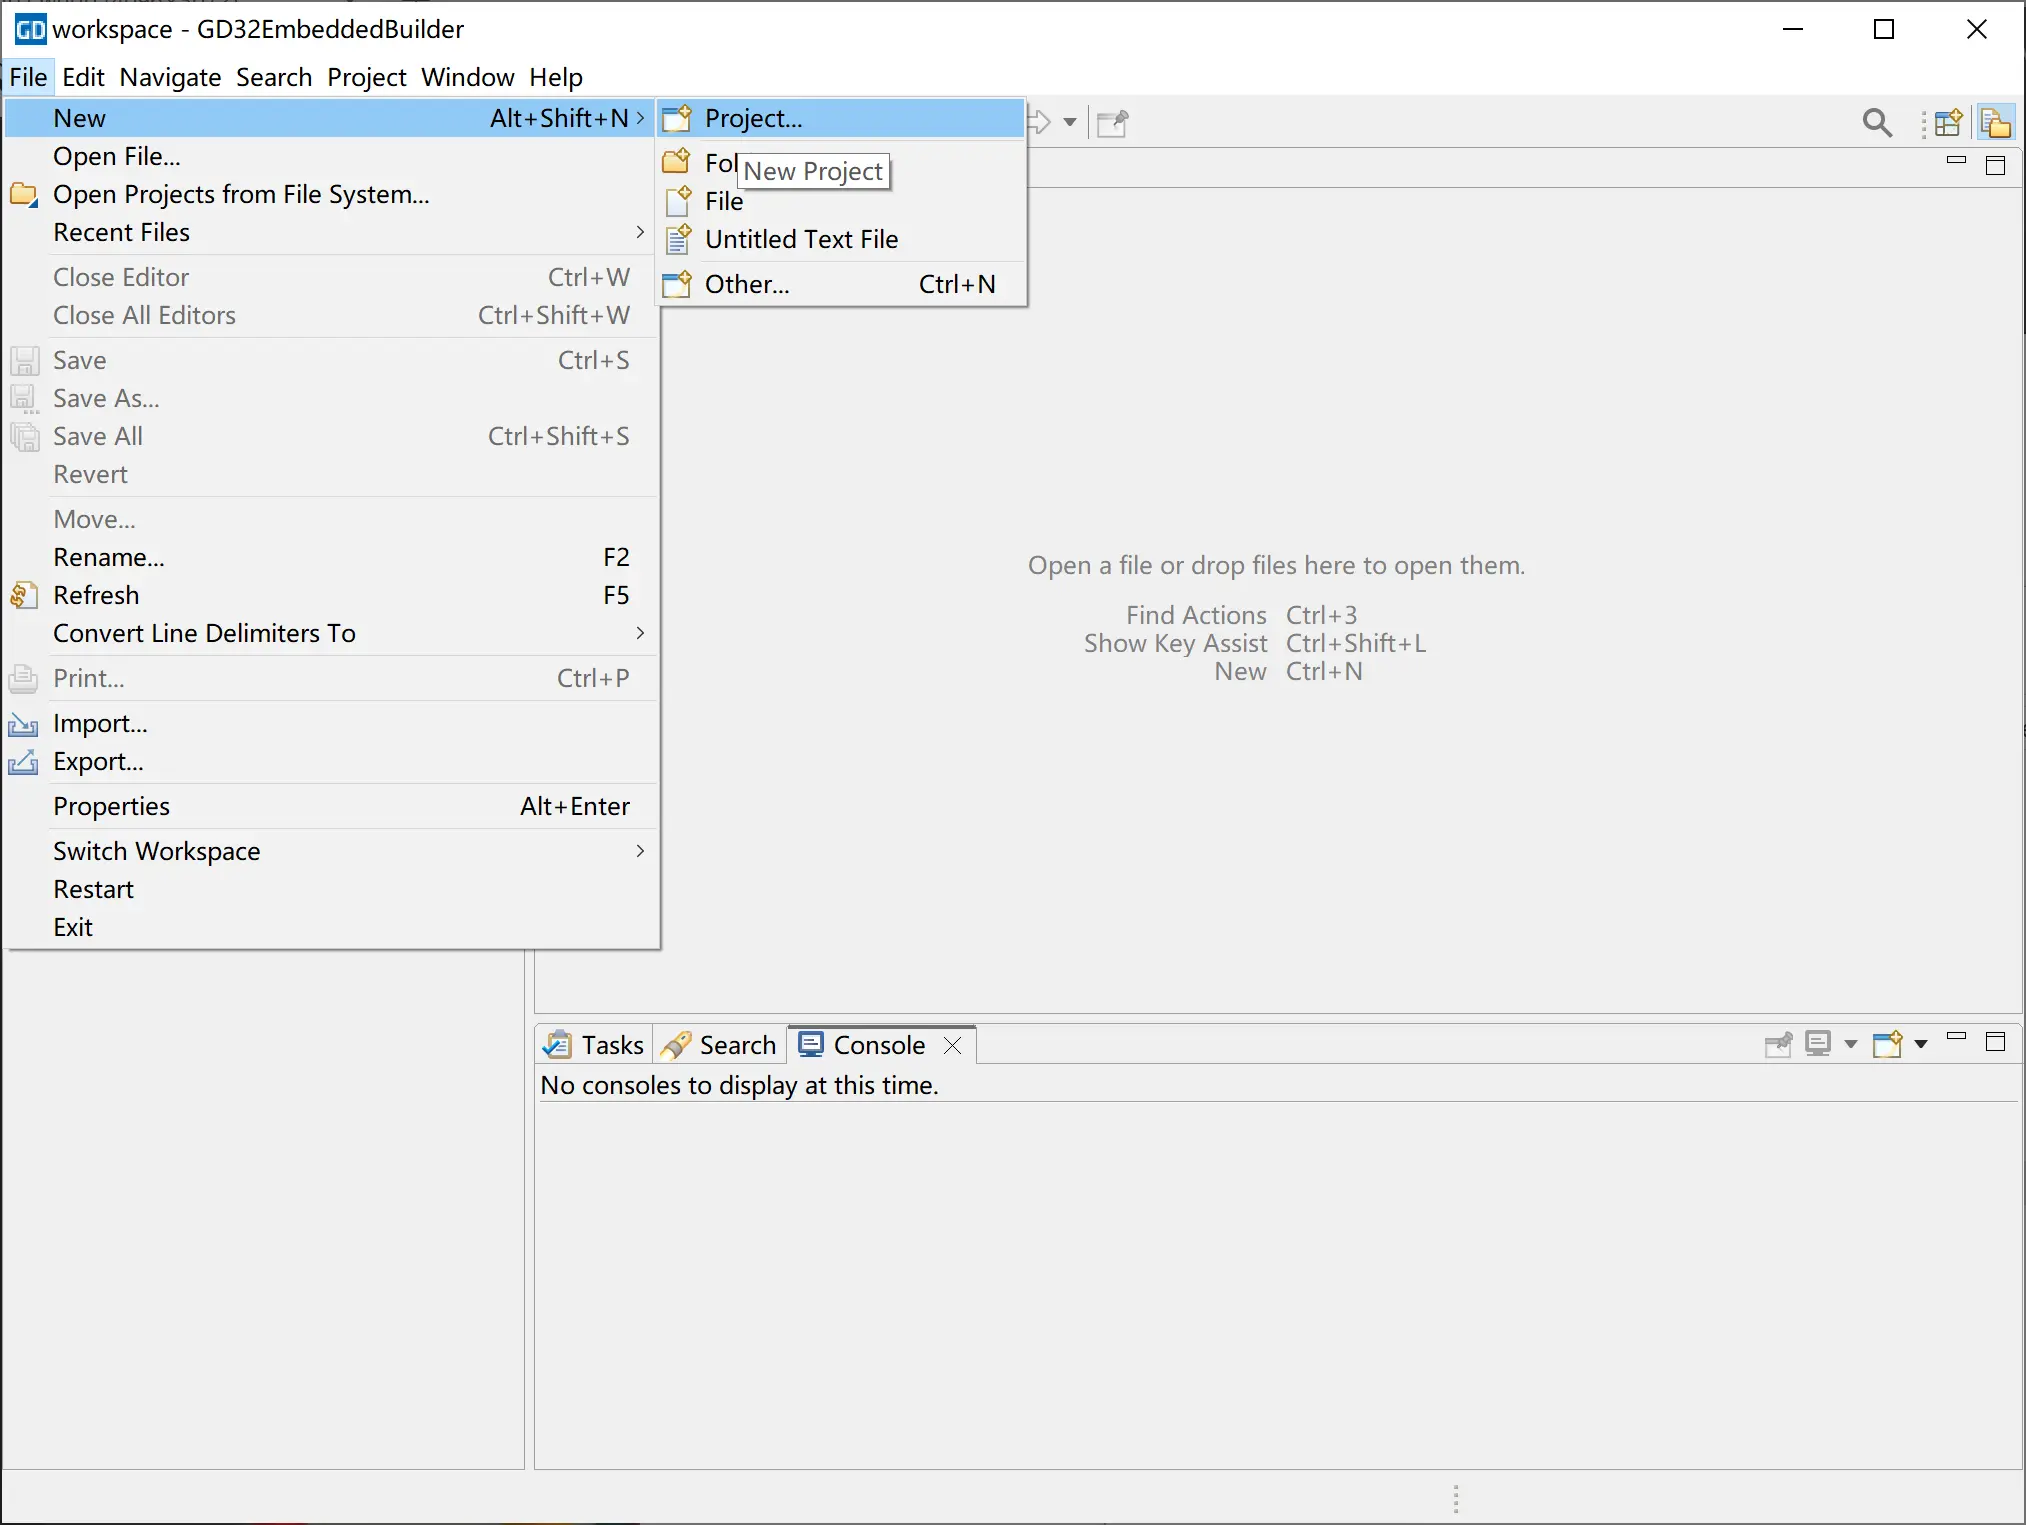 GD workspace - GD32EmbeddedBuilder
File Edit Navigate Search Project Window Help
New Alt+Shift+N
Open File...
Open Projects from File System...
Recent Files
Close Editor Ctrl+W
Close All Editors Ctrl+Shift+W
Save Ctrl+S
Save As...
Save All Ctrl+Shift+S
Revert
Move...
Rename... F2
Refresh F5
Convert Line Delimiters To
Print... Ctrl+P
Import...
Export...
Properties Alt+Enter
Switch Workspace
Restart
Exit
Project...
New Project
File
Untitled Text File
Other... Ctrl+N
Open a file or drop files here to open them.
Find Actions Ctrl+3
Show Key Assist Ctrl+Shift+L
New Ctrl+N
Tasks Search Console
No consoles to display at this time.